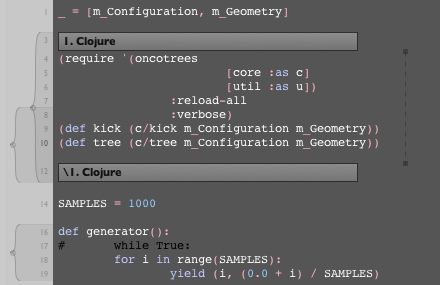 1 _ = [m_Configuration, m_Geometry]
3 1. Clojure
4 (require `(oncotrees
5 [core :as c]
6 [util :as u])
7 :reload-all
8 :verbose)
9 (def kick (c/kick m_Configuration m_Geometry))
10 (def tree (c/tree m_Configuration m_Geometry))
12 \1. Clojure
14 SAMPLES = 1000
16 def generator():
17 # while True:
18 for i in range(SAMPLES):
19 yield (i, (0.0 + i) / SAMPLES)